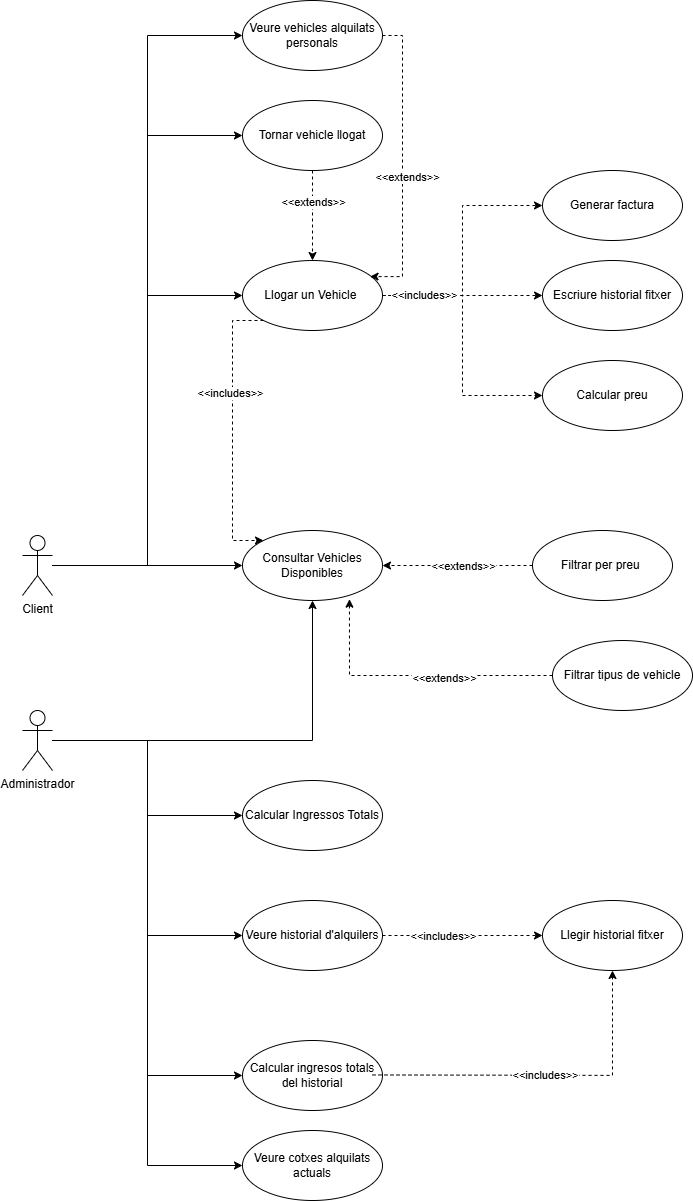 Veure vehicles alquilats
personals
Tornar vehicle llogat
<<extends>>
<<extends>>
Generar factura
Llogar un Vehicle
<<includes>>
Escriure historial fitxer
<<includes>>
Calcular preu
Client
Consultar Vehicles
Disponibles
<<extends>>
Filtrar per preu
<<extends>>
Filtrar tipus de vehicle
Administrador
Calcular Ingressos Totals
Veure historial d'alquilers
<<includes>>
Llegir historial fitxer
Calcular ingresos totals
del historial
<<includes>>
Veure cotxes alquilats
actuals